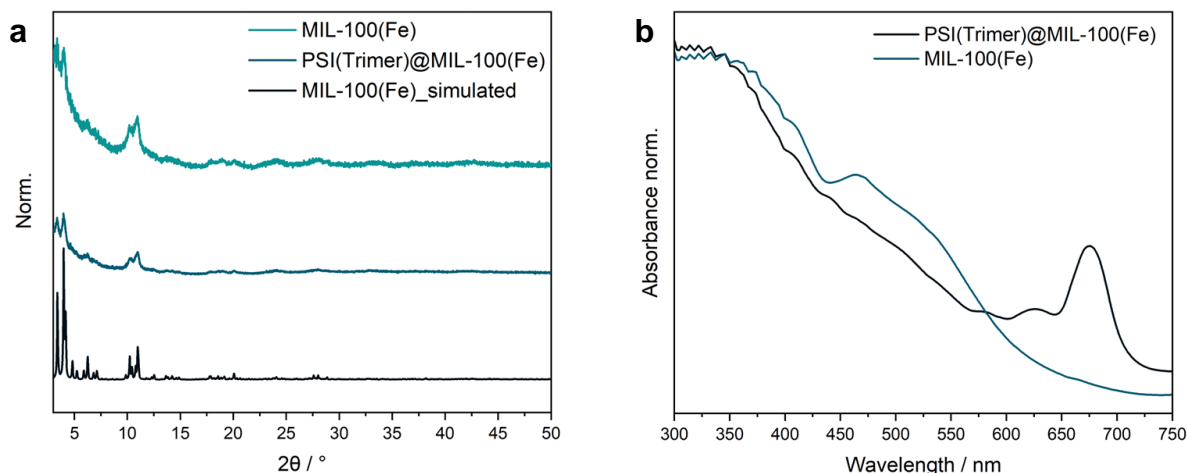 a
MIL-100(Fe)
PSI(Trimer)@MIL-100(Fe)
MIL-100(Fe)_simulated
Norm.
5 10 15 20 25 30 35 40 45 50
2θ / °
b
PSI(Trimer)@MIL-100(Fe)
MIL-100(Fe)
Absorbance norm.
300 350 400 450 500 550 600 650 700 750
Wavelength / nm